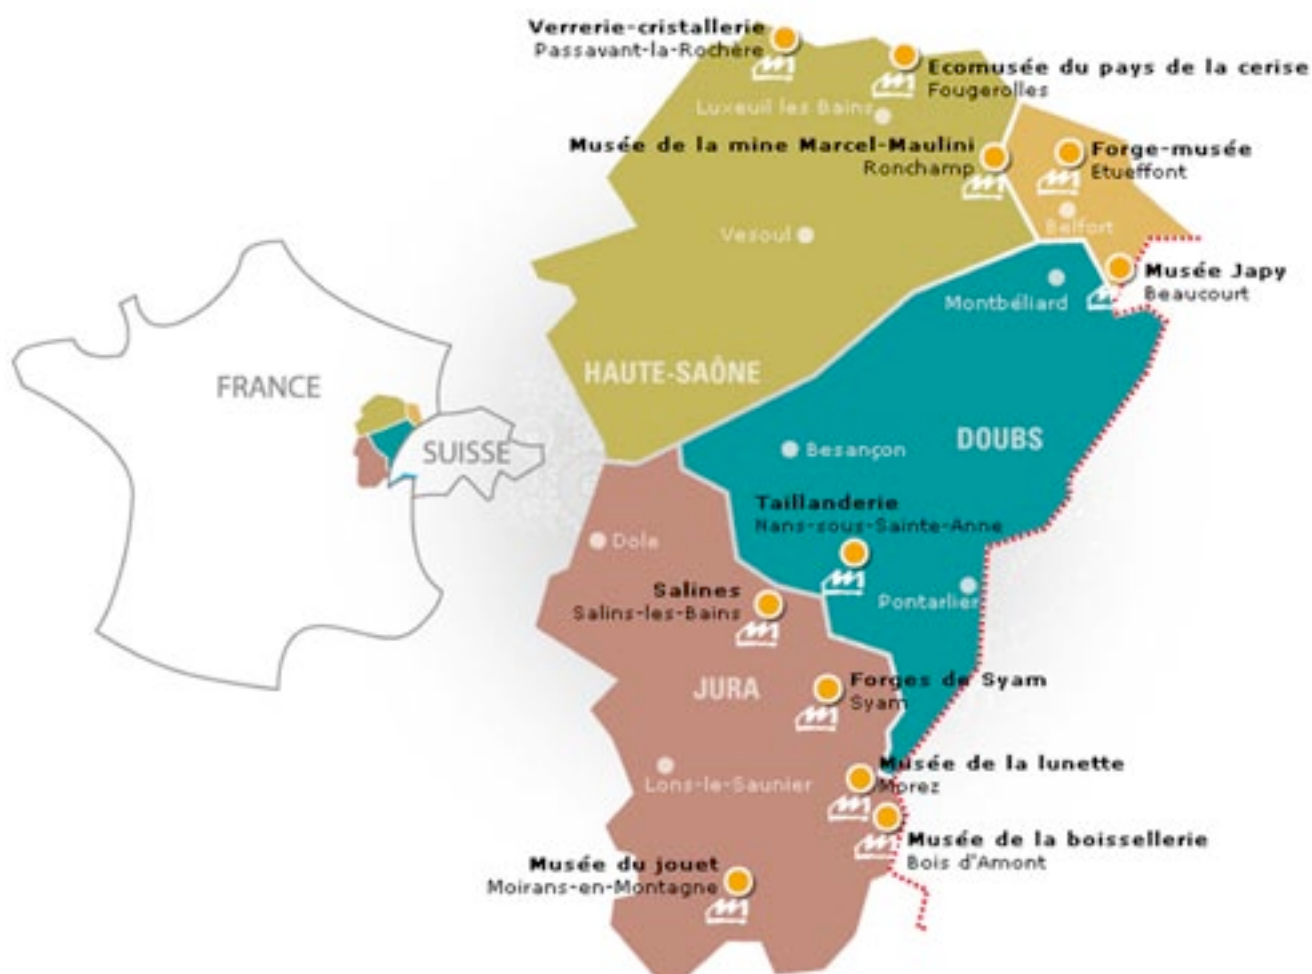 Verrerie-cristallerie
Passavant-la-Rochère
Ecomusée du pays de la cerise
Fougerolles
Luxeuil les Bains
Musée de la mine Marcel-Maulini
Ronchamp
Forge-musée
Etueffont
Belfort
Vesoul
Musée Japy
Beaucourt
Montbéliard
HAUTE-SAÔNE
FRANCE
SUISSE
DOUBS
Besançon
Taillanderie
Nans-sous-Sainte-Anne
Dole
Salines
Salins-les-Bains
Pontarlier
JURA
Forges de Syam
Syam
Musée de la lunette
Morez
Lons-le-Saunier
Musée de la boissellerie
Bois d'Amont
Musée du jouet
Moirans-en-Montagne